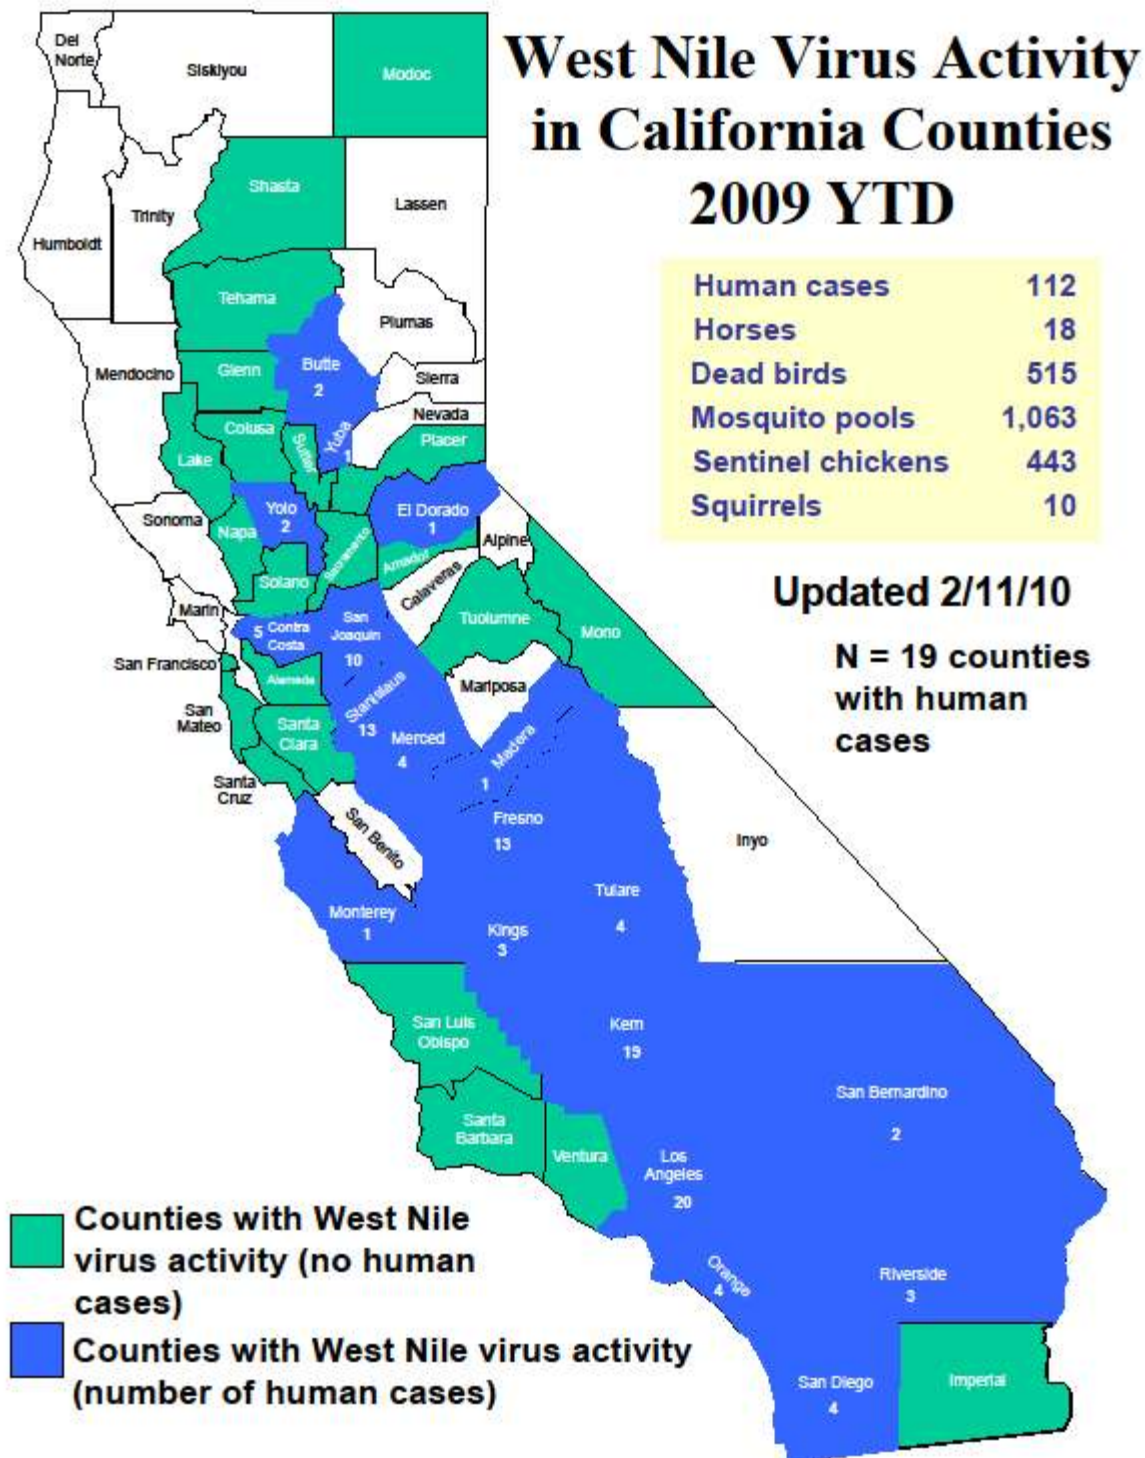 West Nile Virus Activity
in California Counties
2009 YTD
Human cases 112
Horses 18
Dead birds 515
Mosquito pools 1,063
Sentinel chickens 443
Squirrels 10
Updated 2/11/10
N = 19 counties
with human
cases
Del
Norte
Siskiyou
Modoc
Shasta
Lassen
Trinity
Humboldt
Tehama
Plumas
Mendocino
Glenn
Butte
2
Sierra
Nevada
Colusa
Sutter
Yuba
1
Placer
Lake
Sonoma
Napa
Yolo
2
El Dorado
1
Sacramento
Amador
Alpine
Solano
Calaveras
Marin
5 Contra
Costa
San
Joaquin
10
Tuolumne
Mono
San Francisco
Alameda
Stanislaus
13
Mariposa
San
Mateo
Santa
Clara
Merced
4
Madera
1
Santa
Cruz
San Benito
Fresno
13
Inyo
Tulare
4
Monterey
1
Kings
3
San Luis
Obispo
Kern
19
San Bernardino
2
Santa
Barbara
Ventura
Los
Angeles
20
Orange
4
Riverside
3
San Diego
4
Imperial
Counties with West Nile
virus activity (no human
cases)
Counties with West Nile virus activity
(number of human cases)